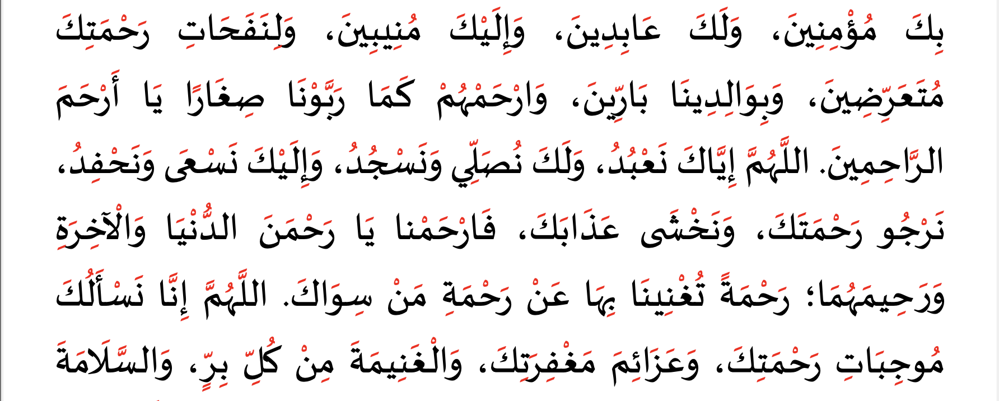 بِكَ مُؤْمِنِينَ، وَلَكَ عَابِدِينَ، وَإِلَيْكَ مُنِيبِينَ، وَلِنَفَحَاتِ رَحْمَتِكَ
مُتَعَرِّضِينَ، وَبِوَالِدِينَا بَارِّينَ، وَارْحَمْهُمْ كَمَا رَبَّوْنَا صِغَارًا يَا أَرْحَمَ
الرَّاحِمِينَ. اللَّهُمَّ إِيَّاكَ نَعْبُدُ، وَلَكَ نُصَلِّي وَنَسْجُدُ، وَإِلَيْكَ نَسْعَى وَنَحْفِدُ،
نَرْجُو رَحْمَتَكَ، وَنَخْشَى عَذَابَكَ، فَارْحَمْنا يَا رَحْمَنَ الدُّنْيَا وَالْآخِرَةِ
وَرَحِيمَهُمَا؛ رَحْمَةً تُغْنِينَا بِهَا عَنْ رَحْمَةِ مَنْ سِوَاكَ. اللَّهُمَّ إِنَّا نَسْأَلُكَ
مُوجِبَاتِ رَحْمَتِكَ، وَعَزَائِمَ مَغْفِرَتِكَ، وَالْغَنِيمَةَ مِنْ كُلِّ بِرٍّ، وَالسَّلَامَةَ